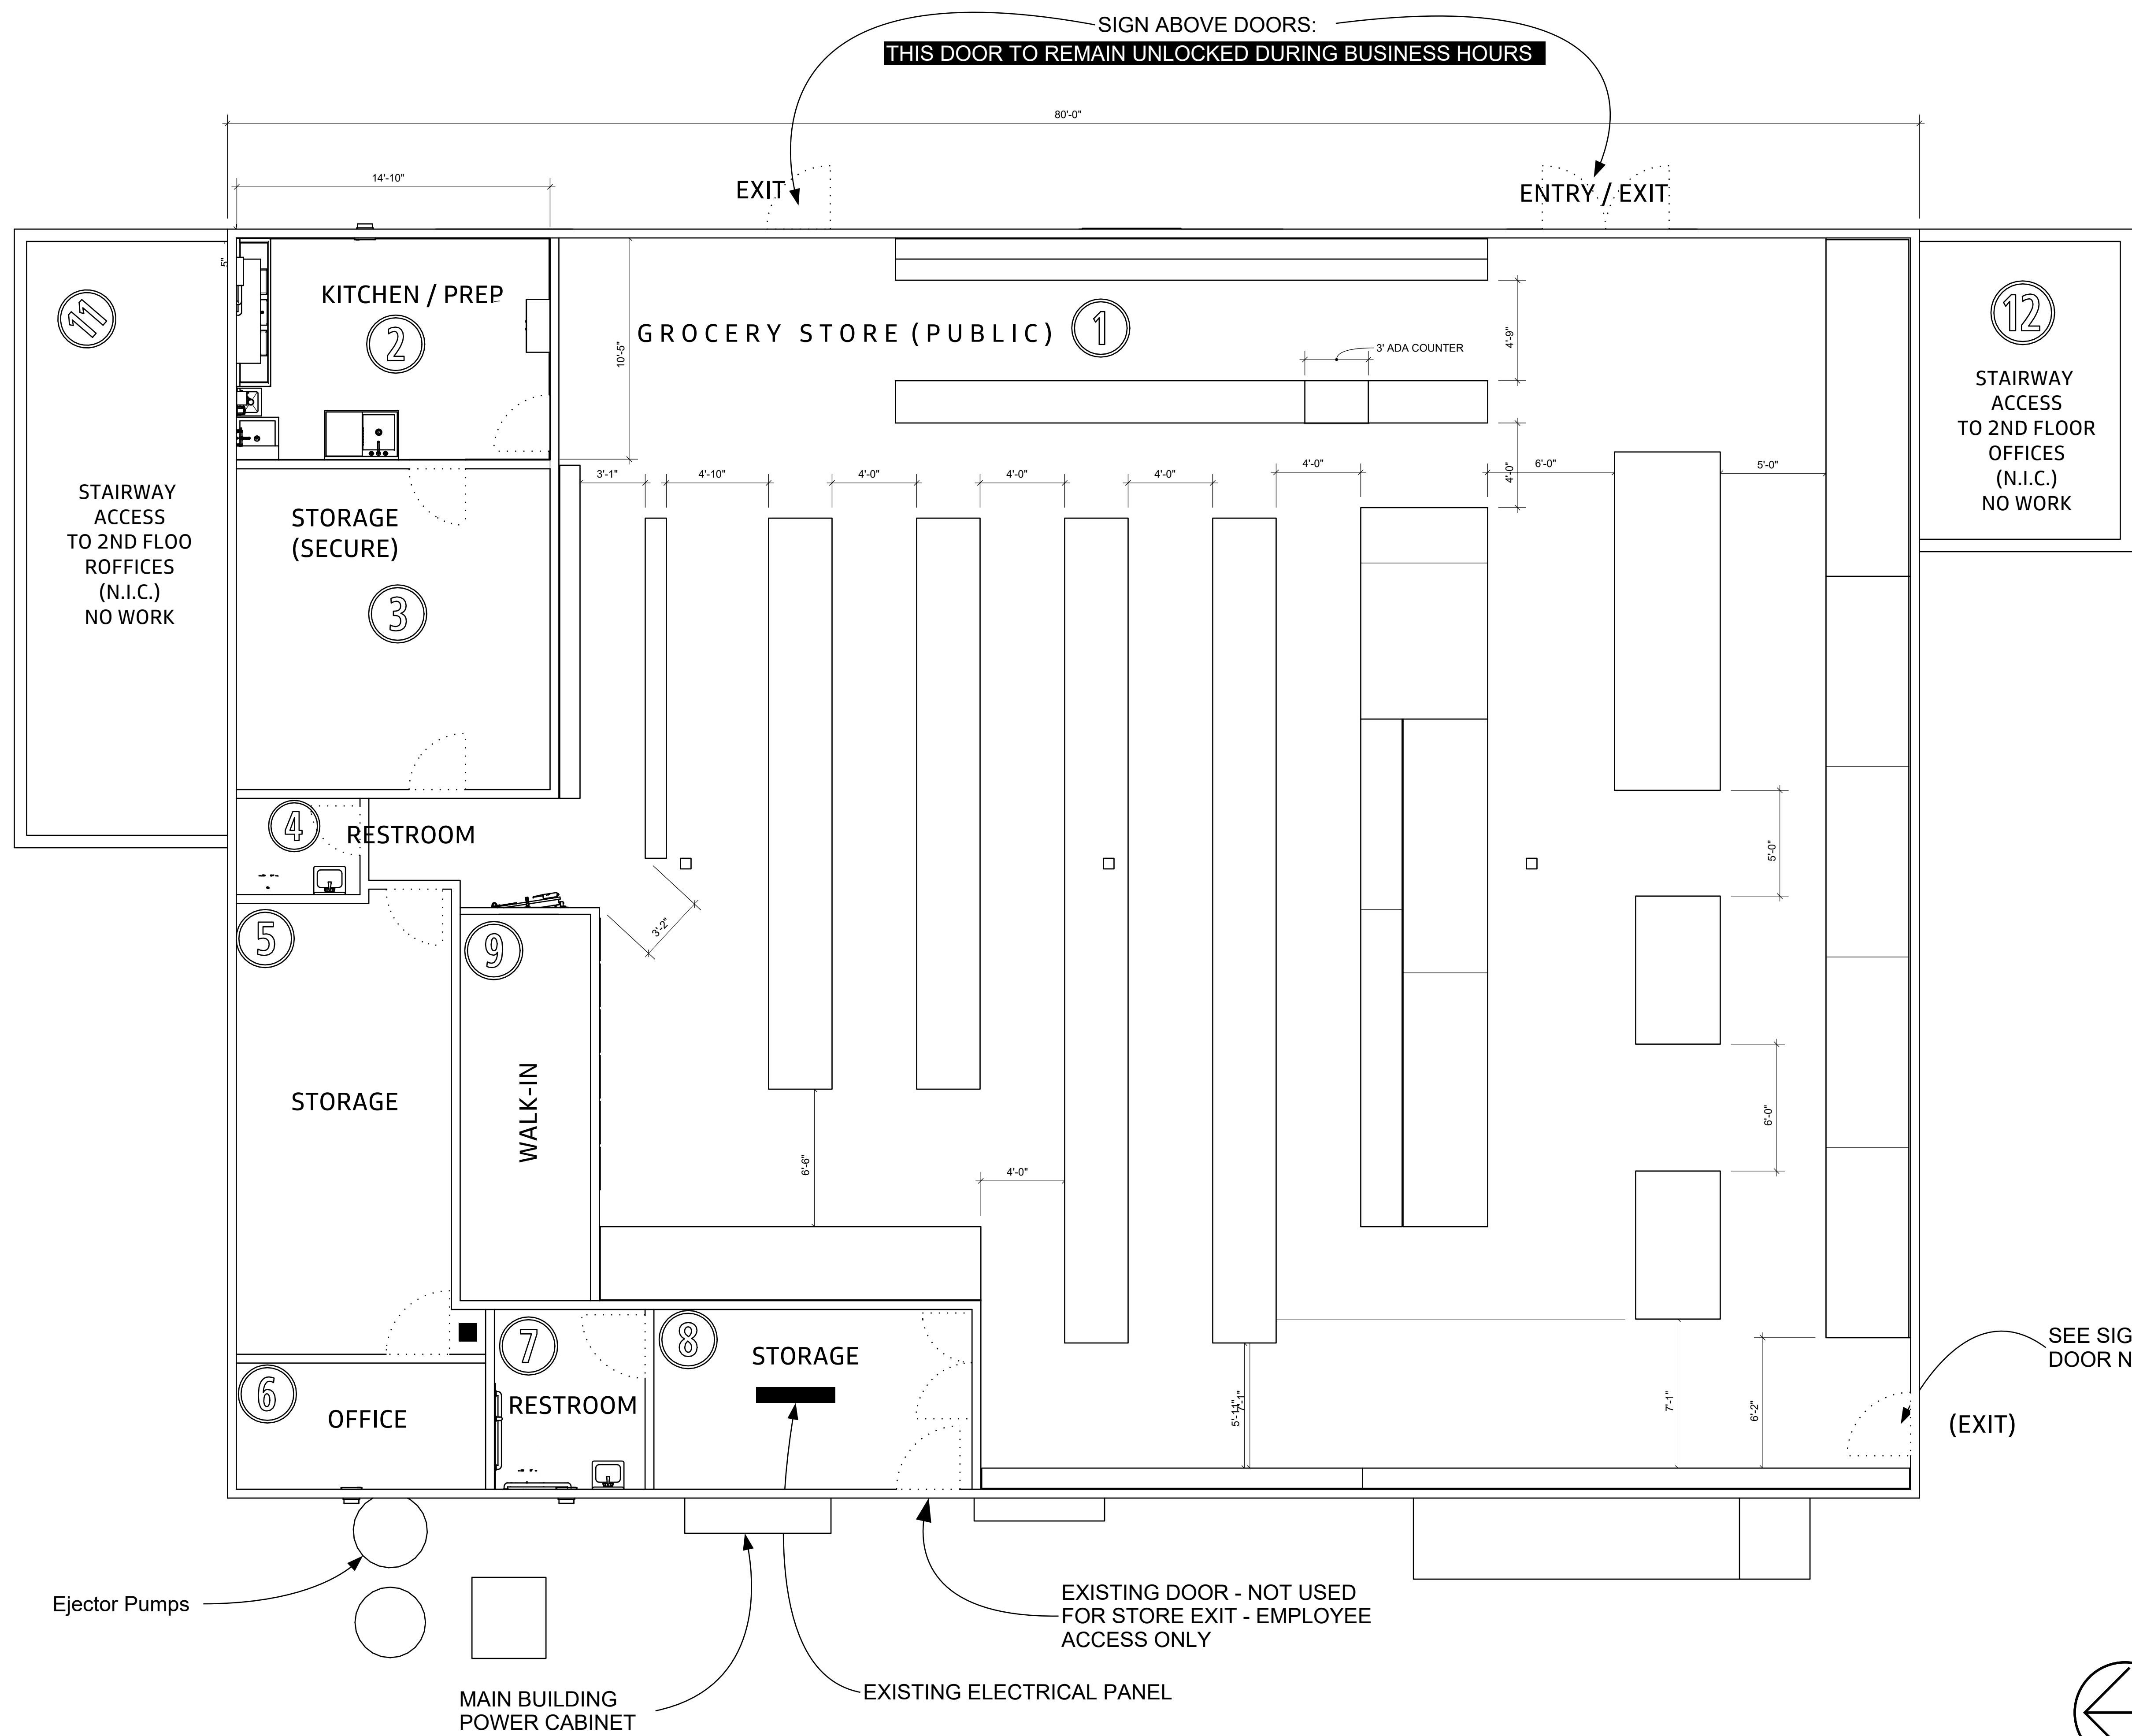 SIGN ABOVE DOORS:
THIS DOOR TO REMAIN UNLOCKED DURING BUSINESS HOURS
80'-0"
14'-10"
EXIT
ENTRY / EXIT
5"
11
KITCHEN / PREP
2
10'-5"
GROCERY STORE (PUBLIC)
1
3' ADA COUNTER
4'-9"
12
STAIRWAY
ACCESS
TO 2ND FLOOR
OFFICES
(N.I.C.)
NO WORK
3'-1"
4'-10"
4'-0"
4'-0"
4'-0"
4'-0"
4'-0"
6'-0"
5'-0"
STAIRWAY
ACCESS
TO 2ND FLOO
ROFFICES
(N.I.C.)
NO WORK
STORAGE
(SECURE)
3
4
RESTROOM
5'-0"
3'-2"
5
9
STORAGE
WALK-IN
6'-6"
4'-0"
6'-0"
7
8
STORAGE
6
OFFICE
RESTROOM
5'-11"
7'-1"
7'-1"
6'-2"
SEE SIG
DOOR N
(EXIT)
Ejector Pumps
EXISTING DOOR - NOT USED
FOR STORE EXIT - EMPLOYEE
ACCESS ONLY
EXISTING ELECTRICAL PANEL
MAIN BUILDING
POWER CABINET